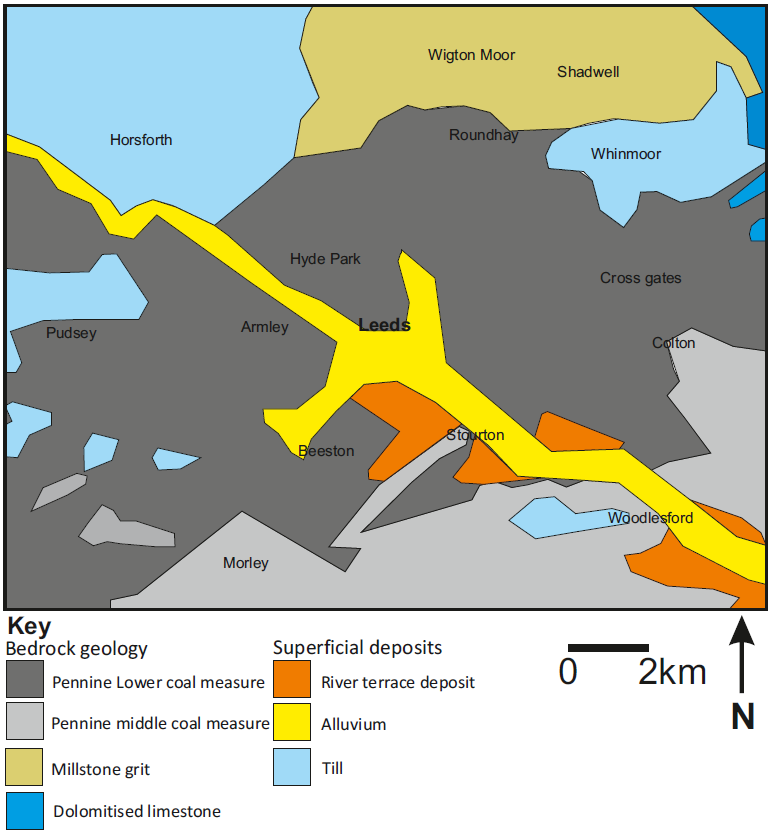 Wigton Moor
Shadwell
Horsforth
Roundhay
Whinmoor
Hyde Park
Cross gates
Pudsey
Armley
Leeds
Colton
Beeston
Stourton
Woodlesford
Morley
Key
Bedrock geology
Superficial deposits
Pennine Lower coal measure
River terrace deposit
Pennine middle coal measure
Alluvium
Millstone grit
Till
Dolomitised limestone
0 2km
N